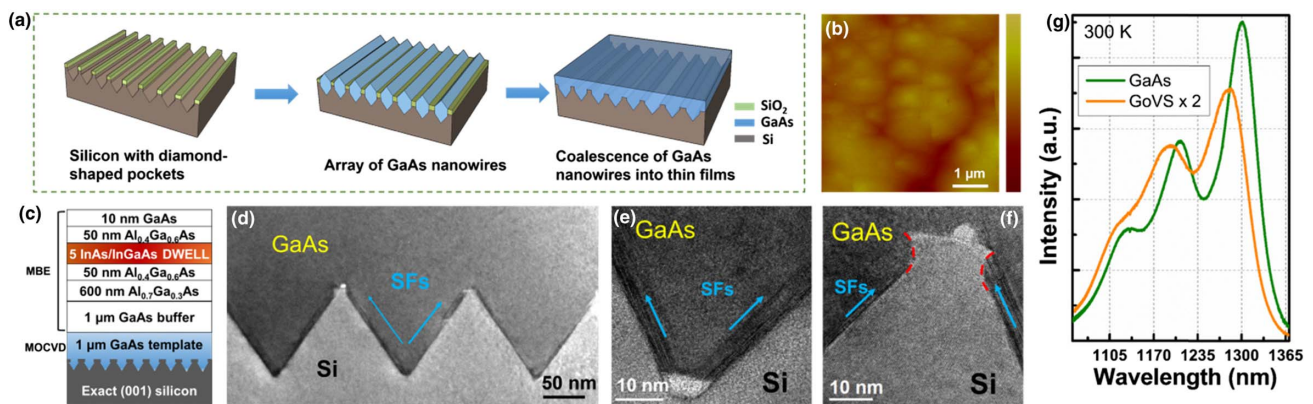 (a)
Silicon with diamond-
shaped pockets
Array of GaAs nanowires
Coalescence of GaAs
nanowires into thin films
SiO₂
GaAs
Si
(b)
1 μm
(c)
MBE
MOCVD
10 nm GaAs
50 nm Al₀.₄Ga₀.₆As
5 InAs/InGaAs DWELL
50 nm Al₀.₄Ga₀.₆As
600 nm Al₀.₇Ga₀.₃As
1 μm GaAs buffer
1 μm GaAs template
Exact (001) silicon
(d)
GaAs
SFs
Si
50 nm
(e)
GaAs
SFs
Si
10 nm
(f)
GaAs
SFs
Si
10 nm
(g)
300 K
GaAs
GoVS x 2
Intensity (a.u.)
1105 1170 1235 1300 1365
Wavelength (nm)